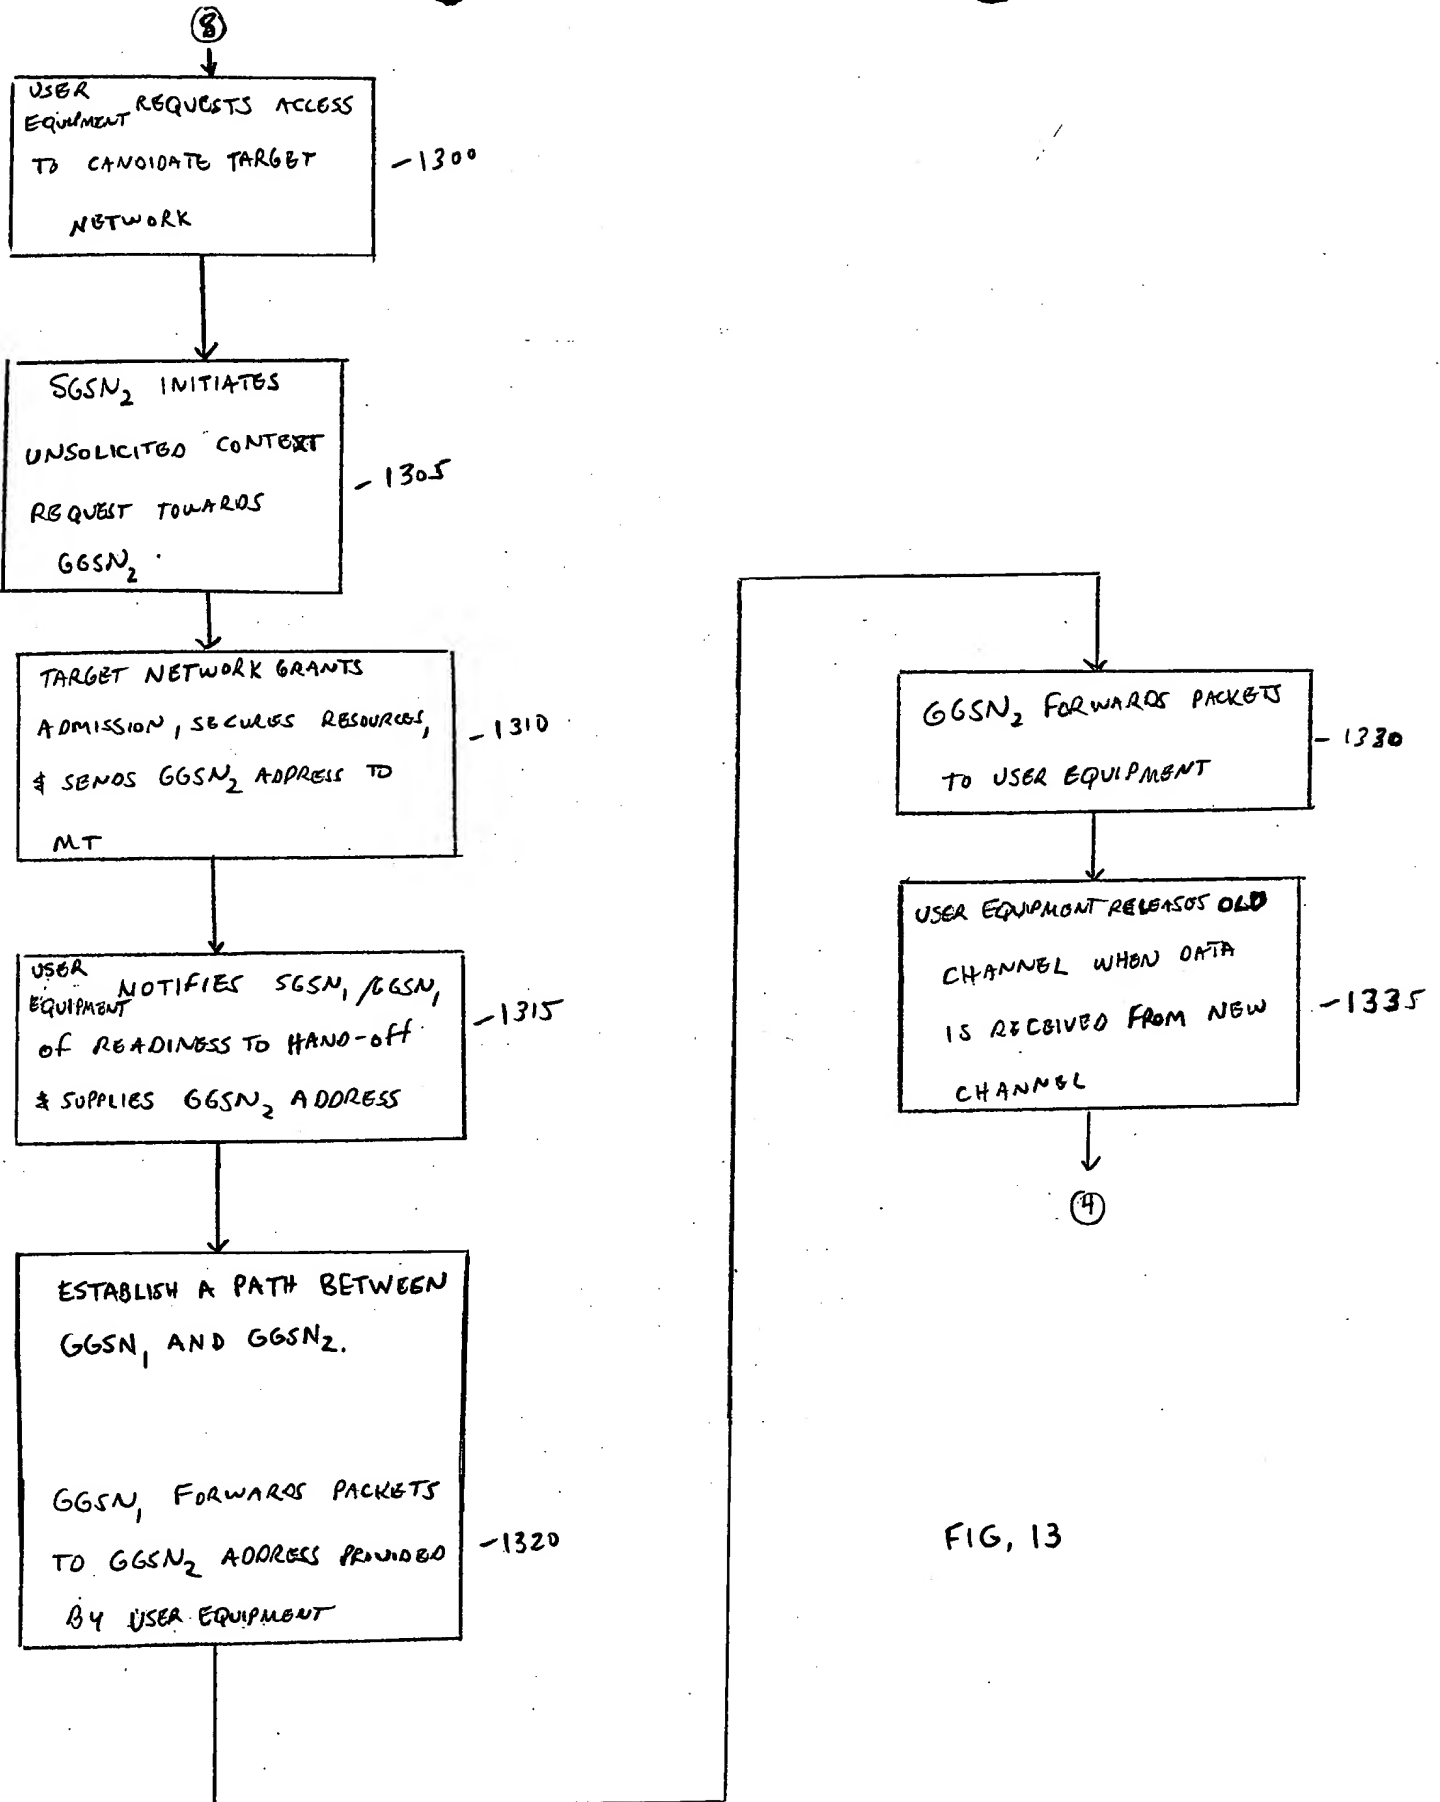 8
USER
EQUIPMENT REQUESTS ACCESS
TO CANDIDATE TARGET
NETWORK
-1300
SGSN₂ INITIATES
UNSOLICITED CONTEXT
REQUEST TOWARDS
GGSN₂
-1305
TARGET NETWORK GRANTS
ADMISSION, SECURES RESOURCES,
& SENDS GGSN₂ ADDRESS TO
MT
-1310
USER
EQUIPMENT NOTIFIES SGSN₁/GGSN₁
of READINESS TO HAND-off
& SUPPLIES GGSN₂ ADDRESS
-1315
ESTABLISH A PATH BETWEEN
GGSN₁ AND GGSN₂.
GGSN₁ FORWARDS PACKETS
TO GGSN₂ ADDRESS PROVIDED
BY USER EQUIPMENT
-1320
GGSN₂ FORWARDS PACKETS
TO USER EQUIPMENT
-1330
USER EQUIPMENT RELEASES OLD
CHANNEL WHEN DATA
IS RECEIVED FROM NEW
CHANNEL
-1335
4
FIG, 13